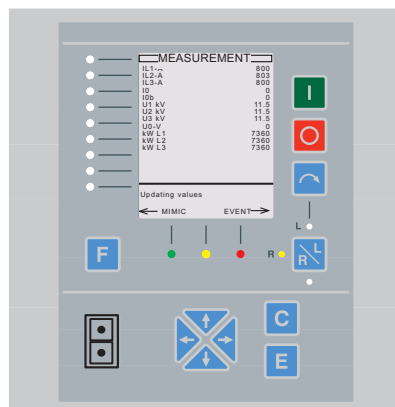 MEASUREMENT
IL1-A 800
IL2-A 803
IL3-A 800
I0 0
I0b 0
U1 kV 11.5
U2 kV 11.5
U3 kV 11.5
U0-V 0
kW L1 7360
kW L2 7360
kW L3 7360
Updating values
MIMIC EVENT
I
O
L
F
R
R/L
C
E